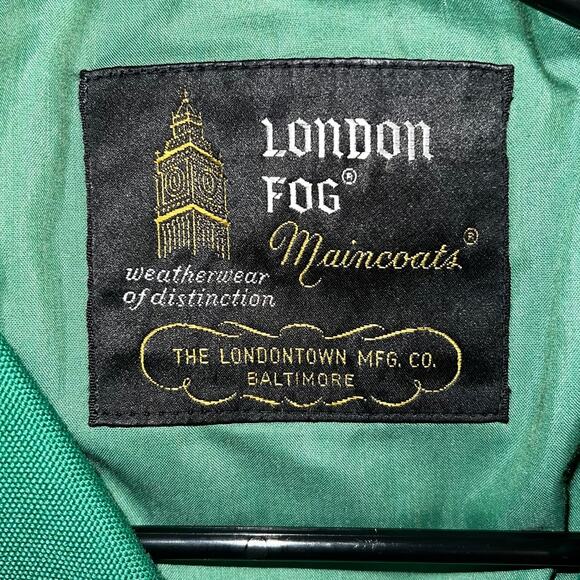 LONDON
FOG®
Maincoats®
weatherwear
of distinction
THE LONDONTOWN MFG. CO.
BALTIMORE